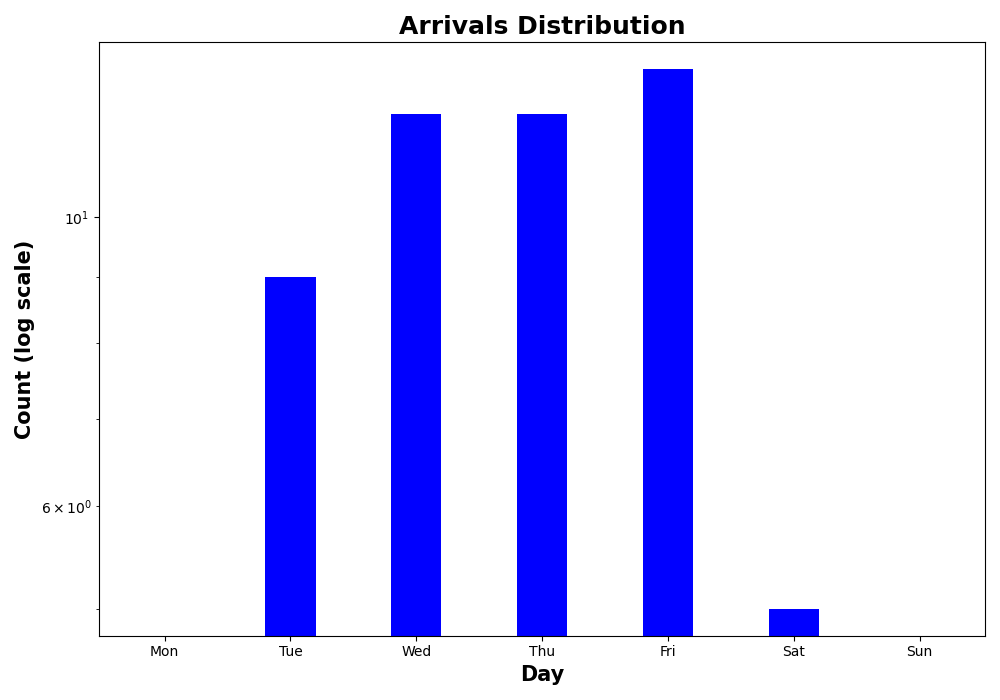 Arrivals Distribution
Count (log scale)
10¹
6 × 10⁰
Mon Tue Wed Thu Fri Sat Sun
Day